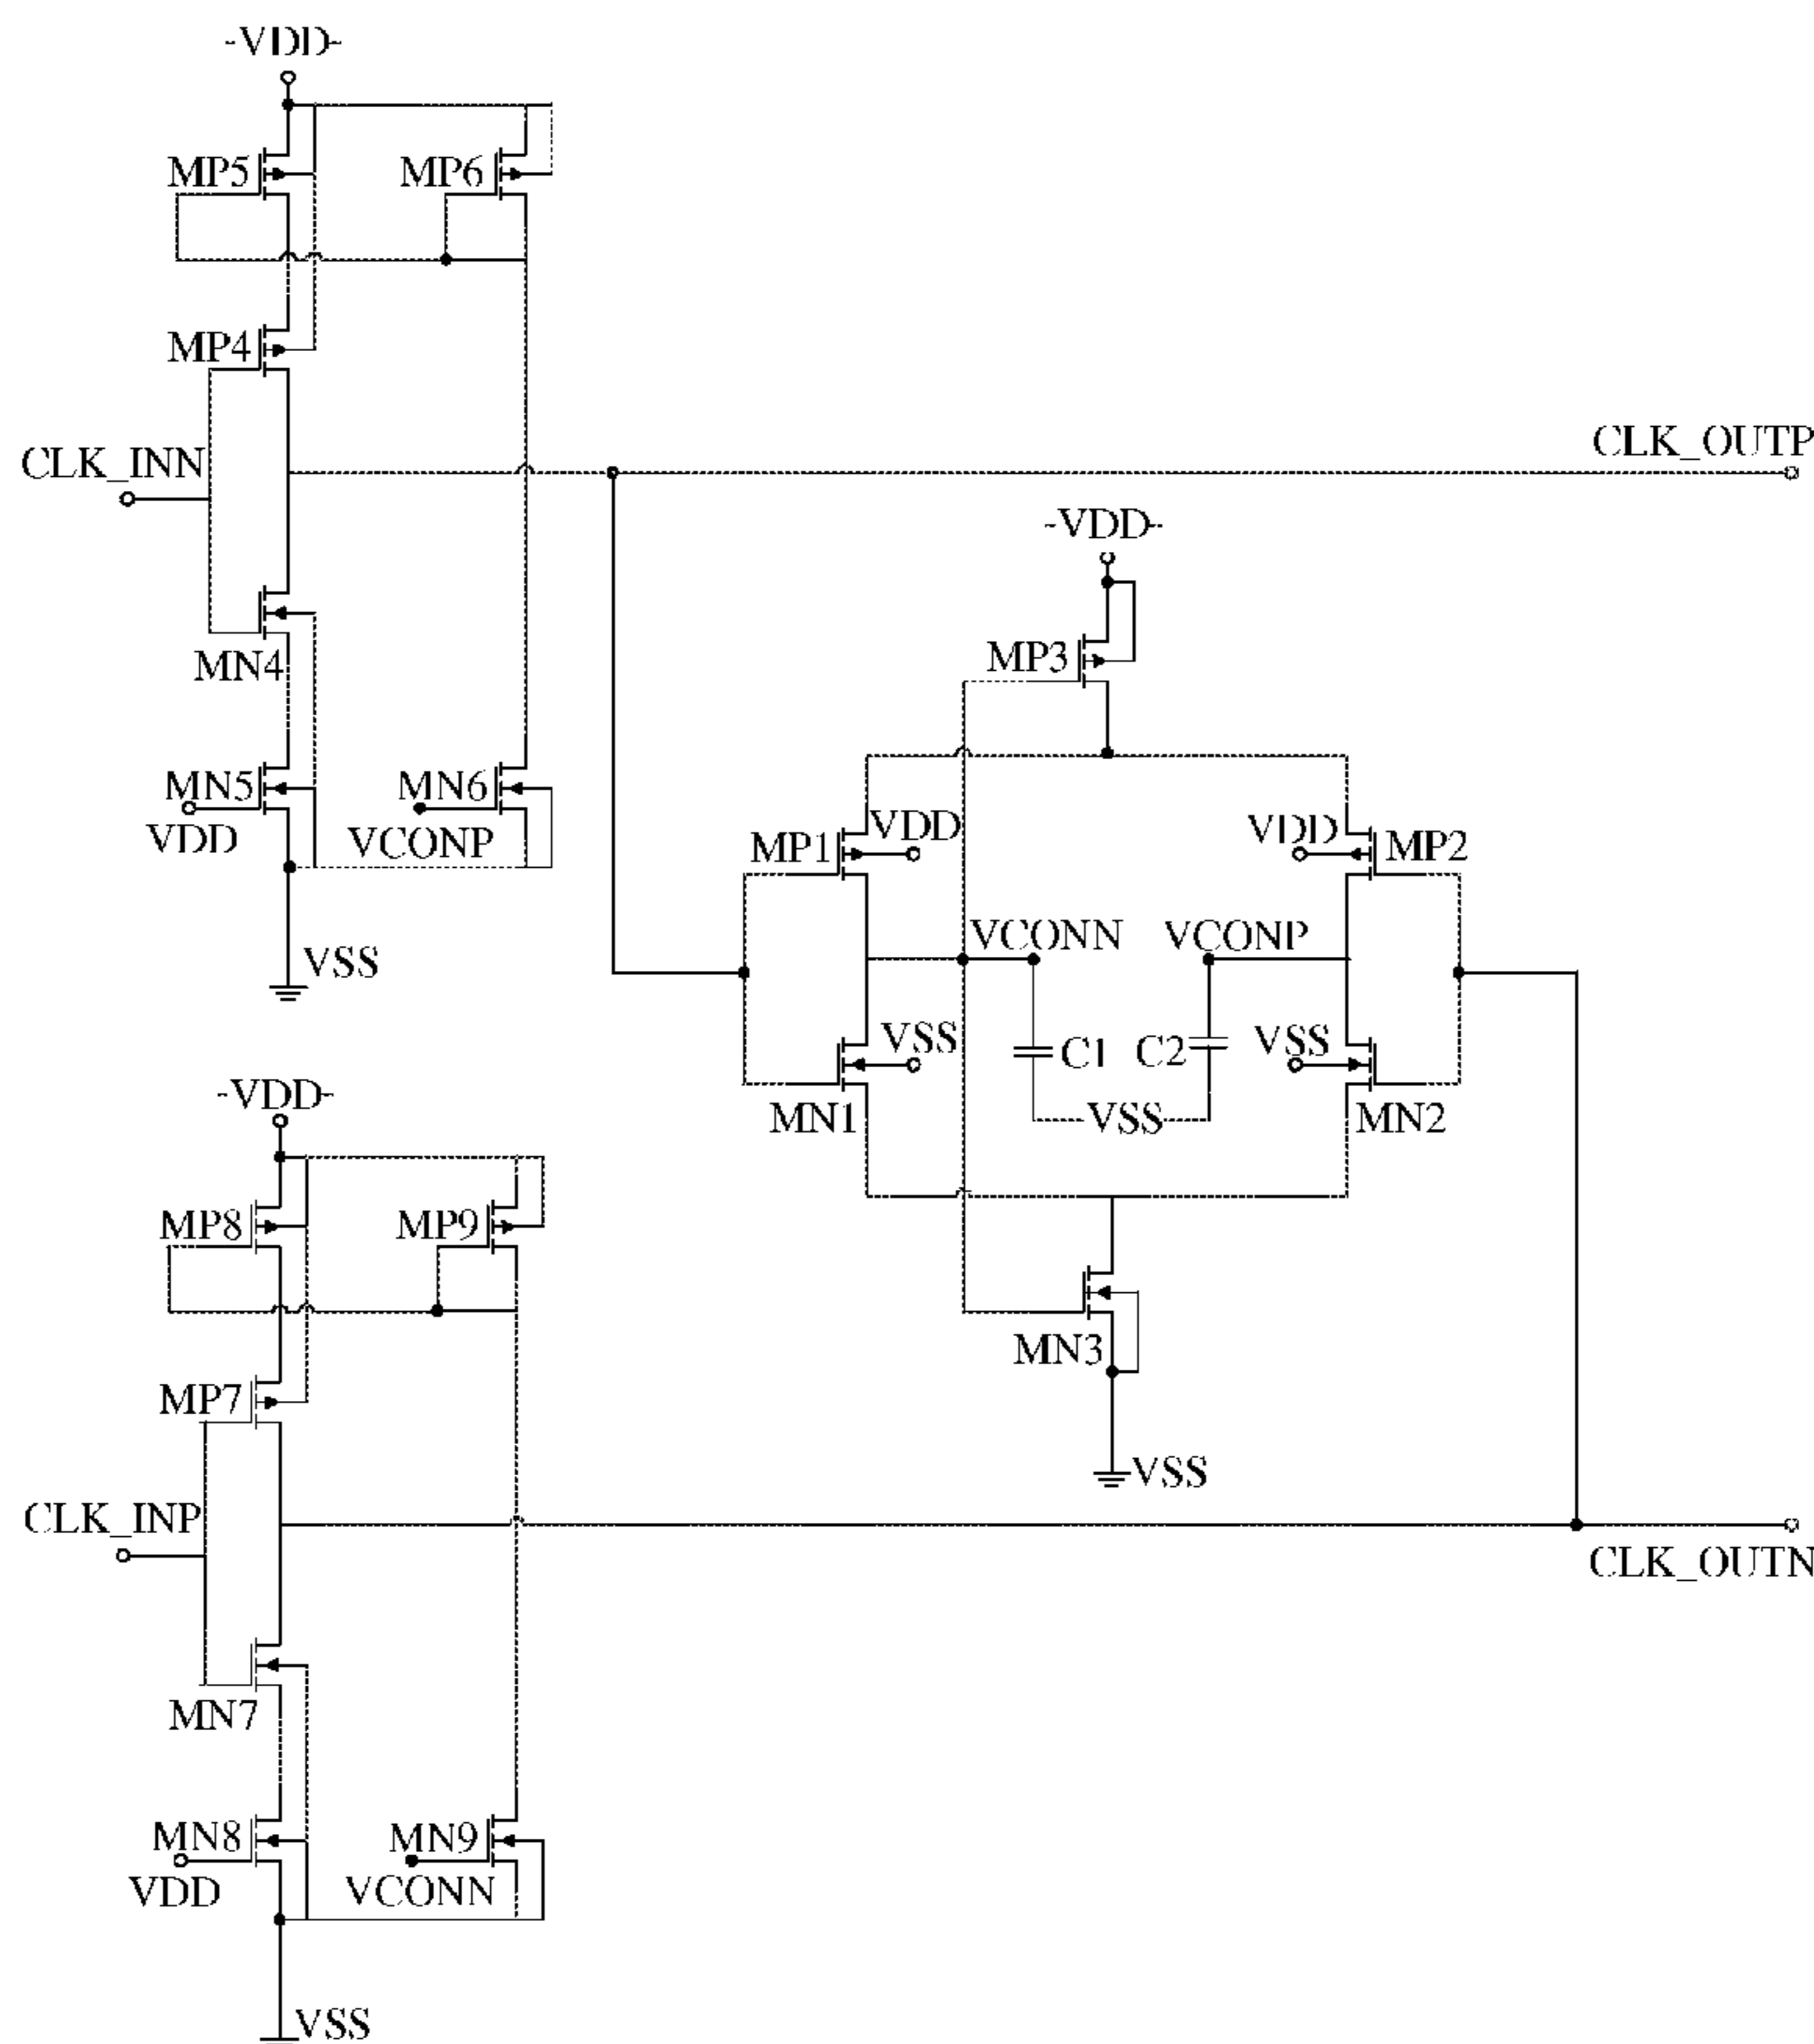 -VDD-
MP5
MP6
MP4
CLK_INN
CLK_OUTP
-VDD-
MN4
MP3
MN5
MN6
VDD
VCONP
MP1
VDD
VDD
MP2
VCONN
VCONP
VSS
VSS
C1
C2
VSS
-VDD-
MN1
VSS
MN2
MP8
MP9
MN3
MP7
VSS
CLK_INP
CLK_OUTN
MN7
MN8
MN9
VDD
VCONN
VSS